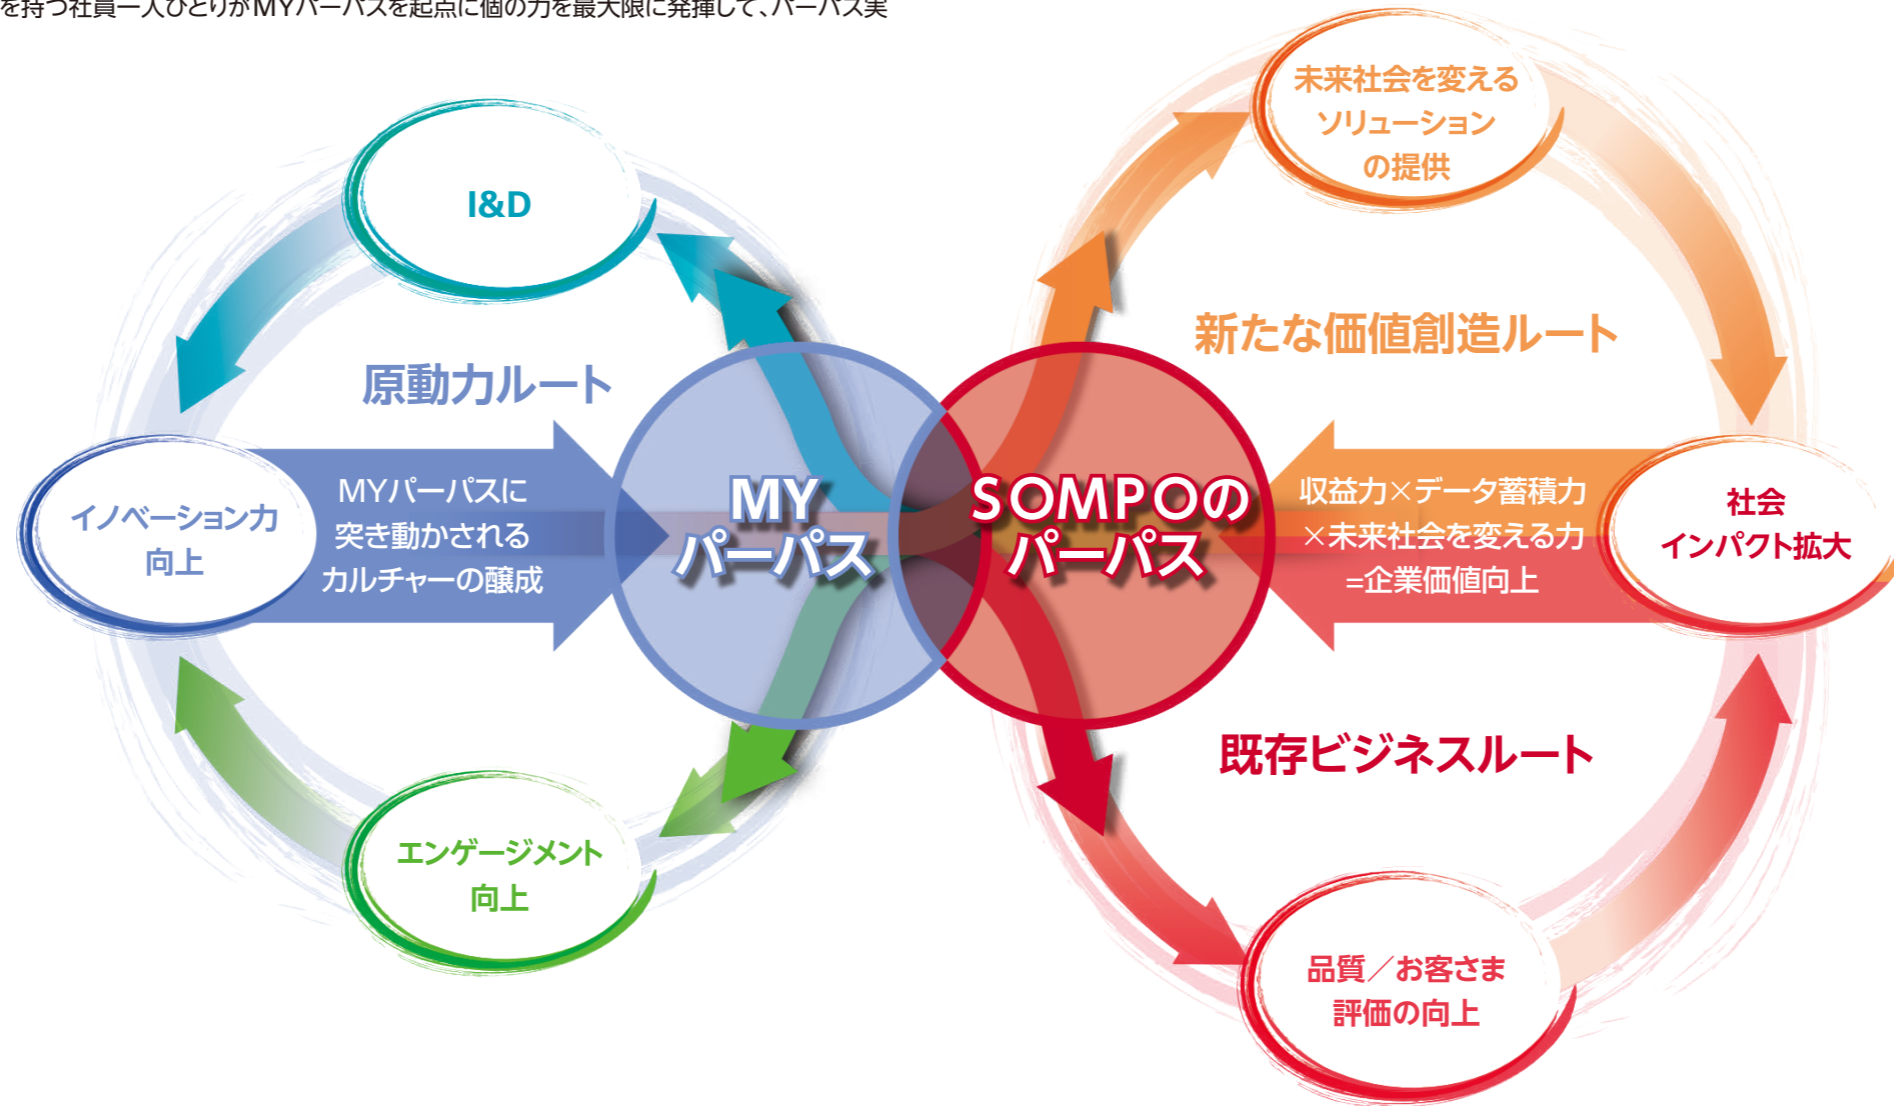 を持つ社員一人ひとりがMYパーパスを起点に個の力を最大限に発揮して、パーパス実
I&D
原動力ルート
イノベーション力
向上
MYパーパスに
突き動かされる
カルチャーの醸成
エンゲージメント
向上
MY
パーパス
SOMPOの
パーパス
未来社会を変える
ソリューション
の提供
新たな価値創造ルート
収益力×データ蓄積力
×未来社会を変える力
=企業価値向上
社会
インパクト拡大
既存ビジネスルート
品質／お客さま
評価の向上